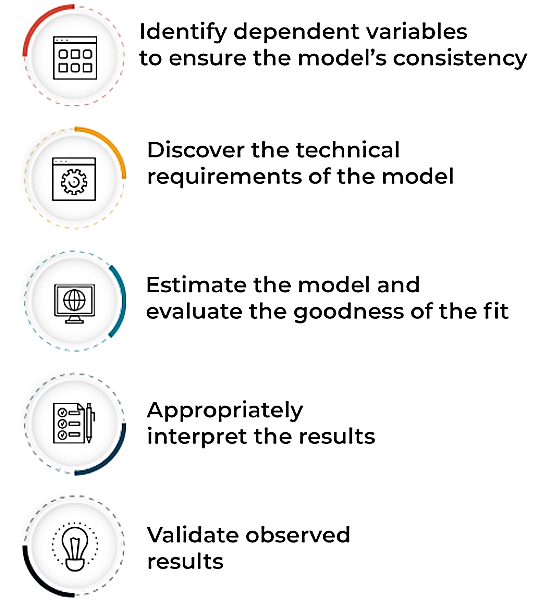 Identify dependent variables
to ensure the model’s consistency
Discover the technical
requirements of the model
Estimate the model and
evaluate the goodness of the fit
Appropriately
interpret the results
Validate observed
results